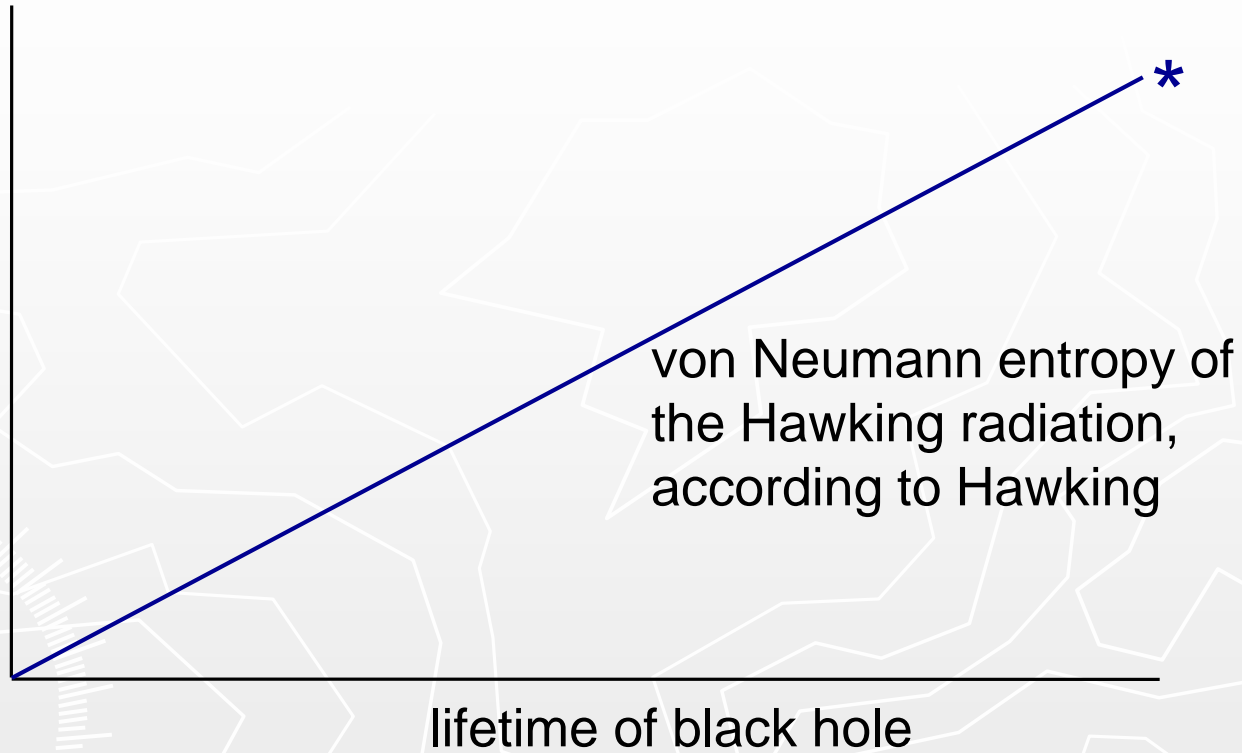 *
von Neumann entropy of
the Hawking radiation,
according to Hawking
lifetime of black hole